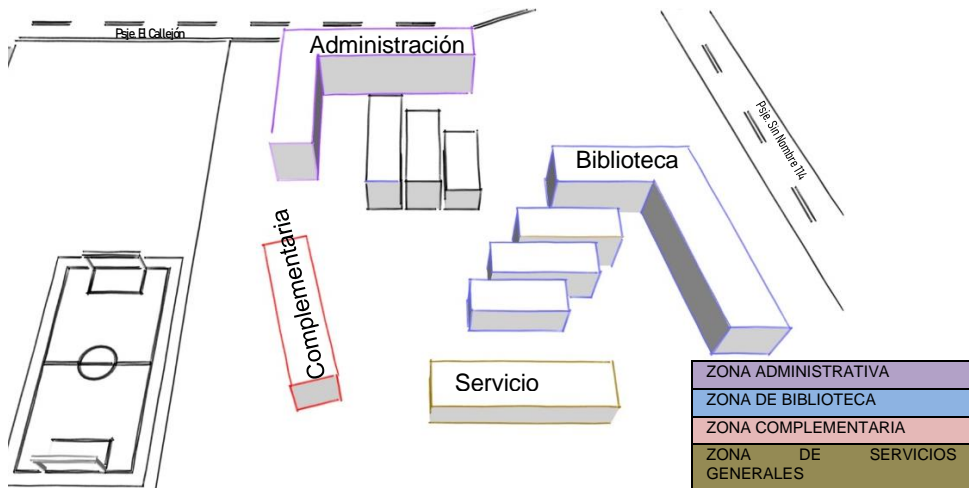 Psje. El Callejón
Administración
Psje. Sin Nombre 114
Biblioteca
Complementaria
Servicio
ZONA ADMINISTRATIVA
ZONA DE BIBLIOTECA
ZONA COMPLEMENTARIA
ZONA DE SERVICIOS
GENERALES